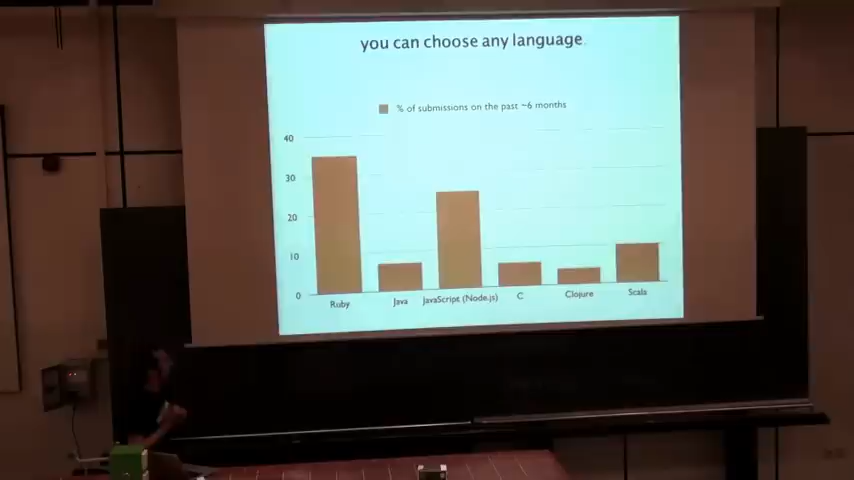 you can choose any language.
% of submissions on the past ~6 months
40
30
20
10
0
Ruby
Java
JavaScript (Node.js)
C
Clojure
Scala